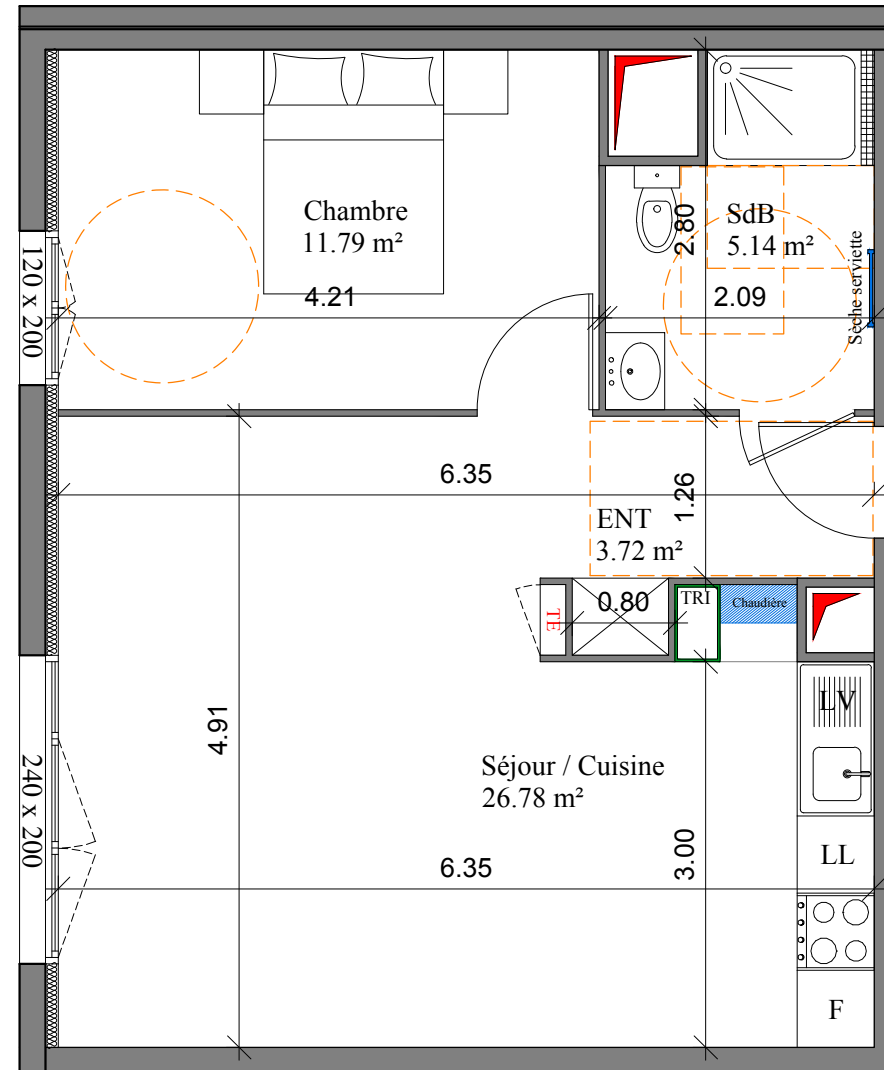 Chambre
11.79 m²
4.21
120 x 200
2.80
SdB
5.14 m²
2.09
Sèche serviette
6.35
1.26
ENT
3.72 m²
TE
0.80
TRI
Chaudière
4.91
240 x 200
Séjour / Cuisine
26.78 m²
6.35
3.00
LV
LL
F